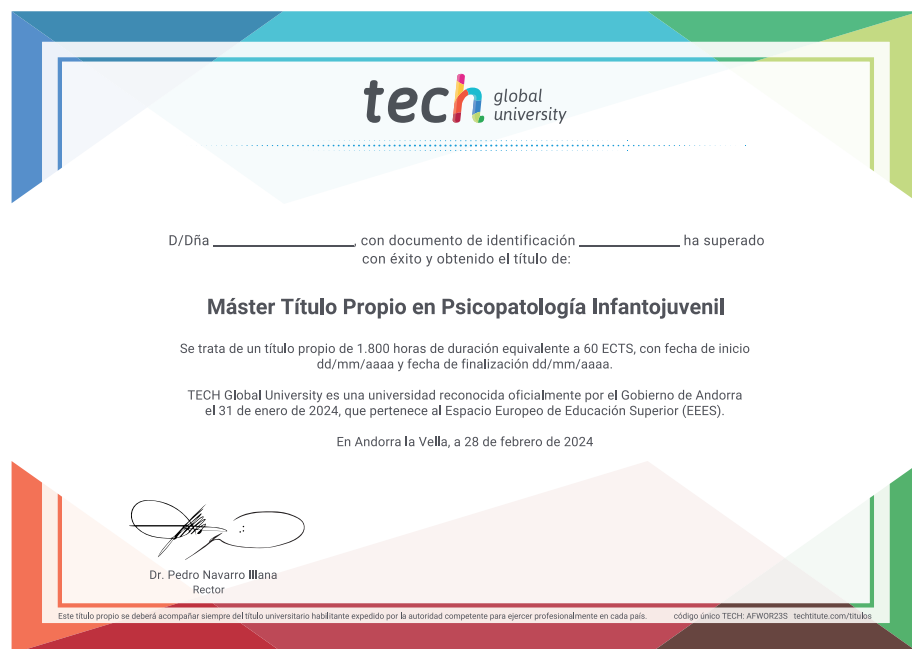 tech global university
D/Dña ____________________, con documento de identificación ______________ ha superado
con éxito y obtenido el título de:
Máster Título Propio en Psicopatología Infantojuvenil
Se trata de un título propio de 1.800 horas de duración equivalente a 60 ECTS, con fecha de inicio
dd/mm/aaaa y fecha de finalización dd/mm/aaaa.
TECH Global University es una universidad reconocida oficialmente por el Gobierno de Andorra
el 31 de enero de 2024, que pertenece al Espacio Europeo de Educación Superior (EEES).
En Andorra la Vella, a 28 de febrero de 2024
Dr. Pedro Navarro Illana
Rector
Este título propio se deberá acompañar siempre del título universitario habilitante expedido por la autoridad competente para ejercer profesionalmente en cada país. código único TECH: AFWOR23S techtitute.com/titulos